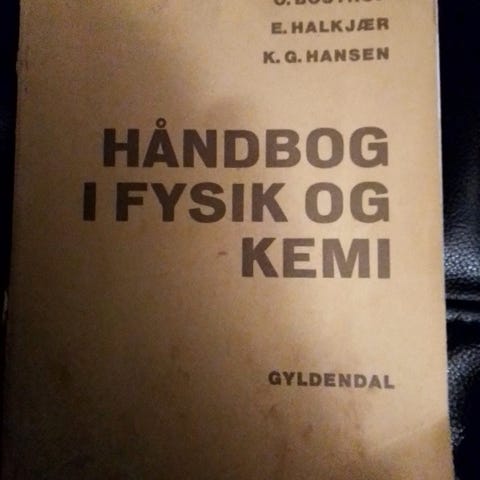 E. HALKJÆR
K. G. HANSEN
HÅNDBOG
I FYSIK OG
KEMI
GYLDENDAL